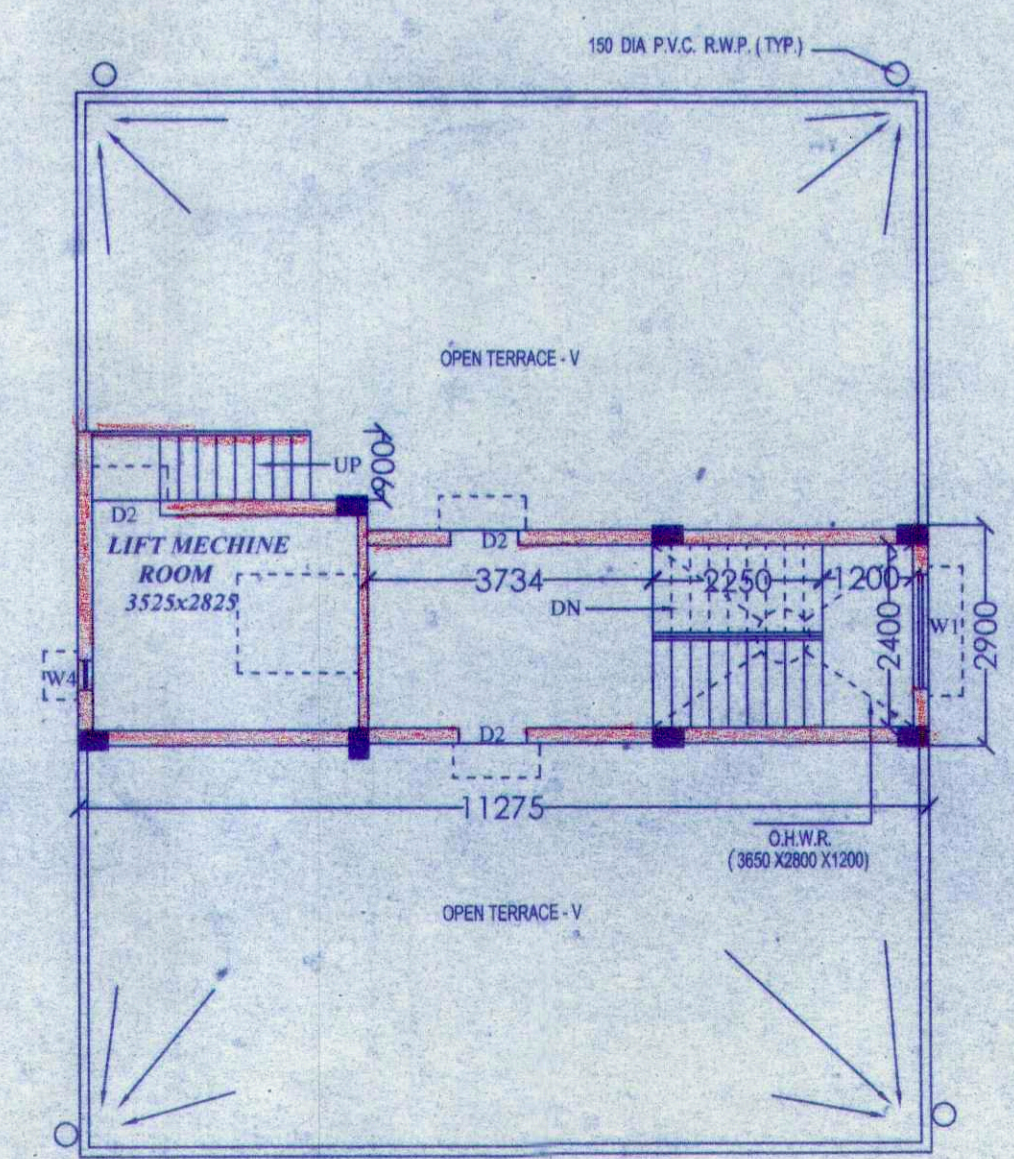 150 DIA P.V.C. R.W.P. ( TYP.)
OPEN TERRACE - V
UP
900
D2
LIFT MECHINE
ROOM
3525x2825
D2
3734
2250
1200
DN
2400
W1
2900
W4
D2
11275
O.H.W.R.
( 3650 X2800 X1200)
OPEN TERRACE - V